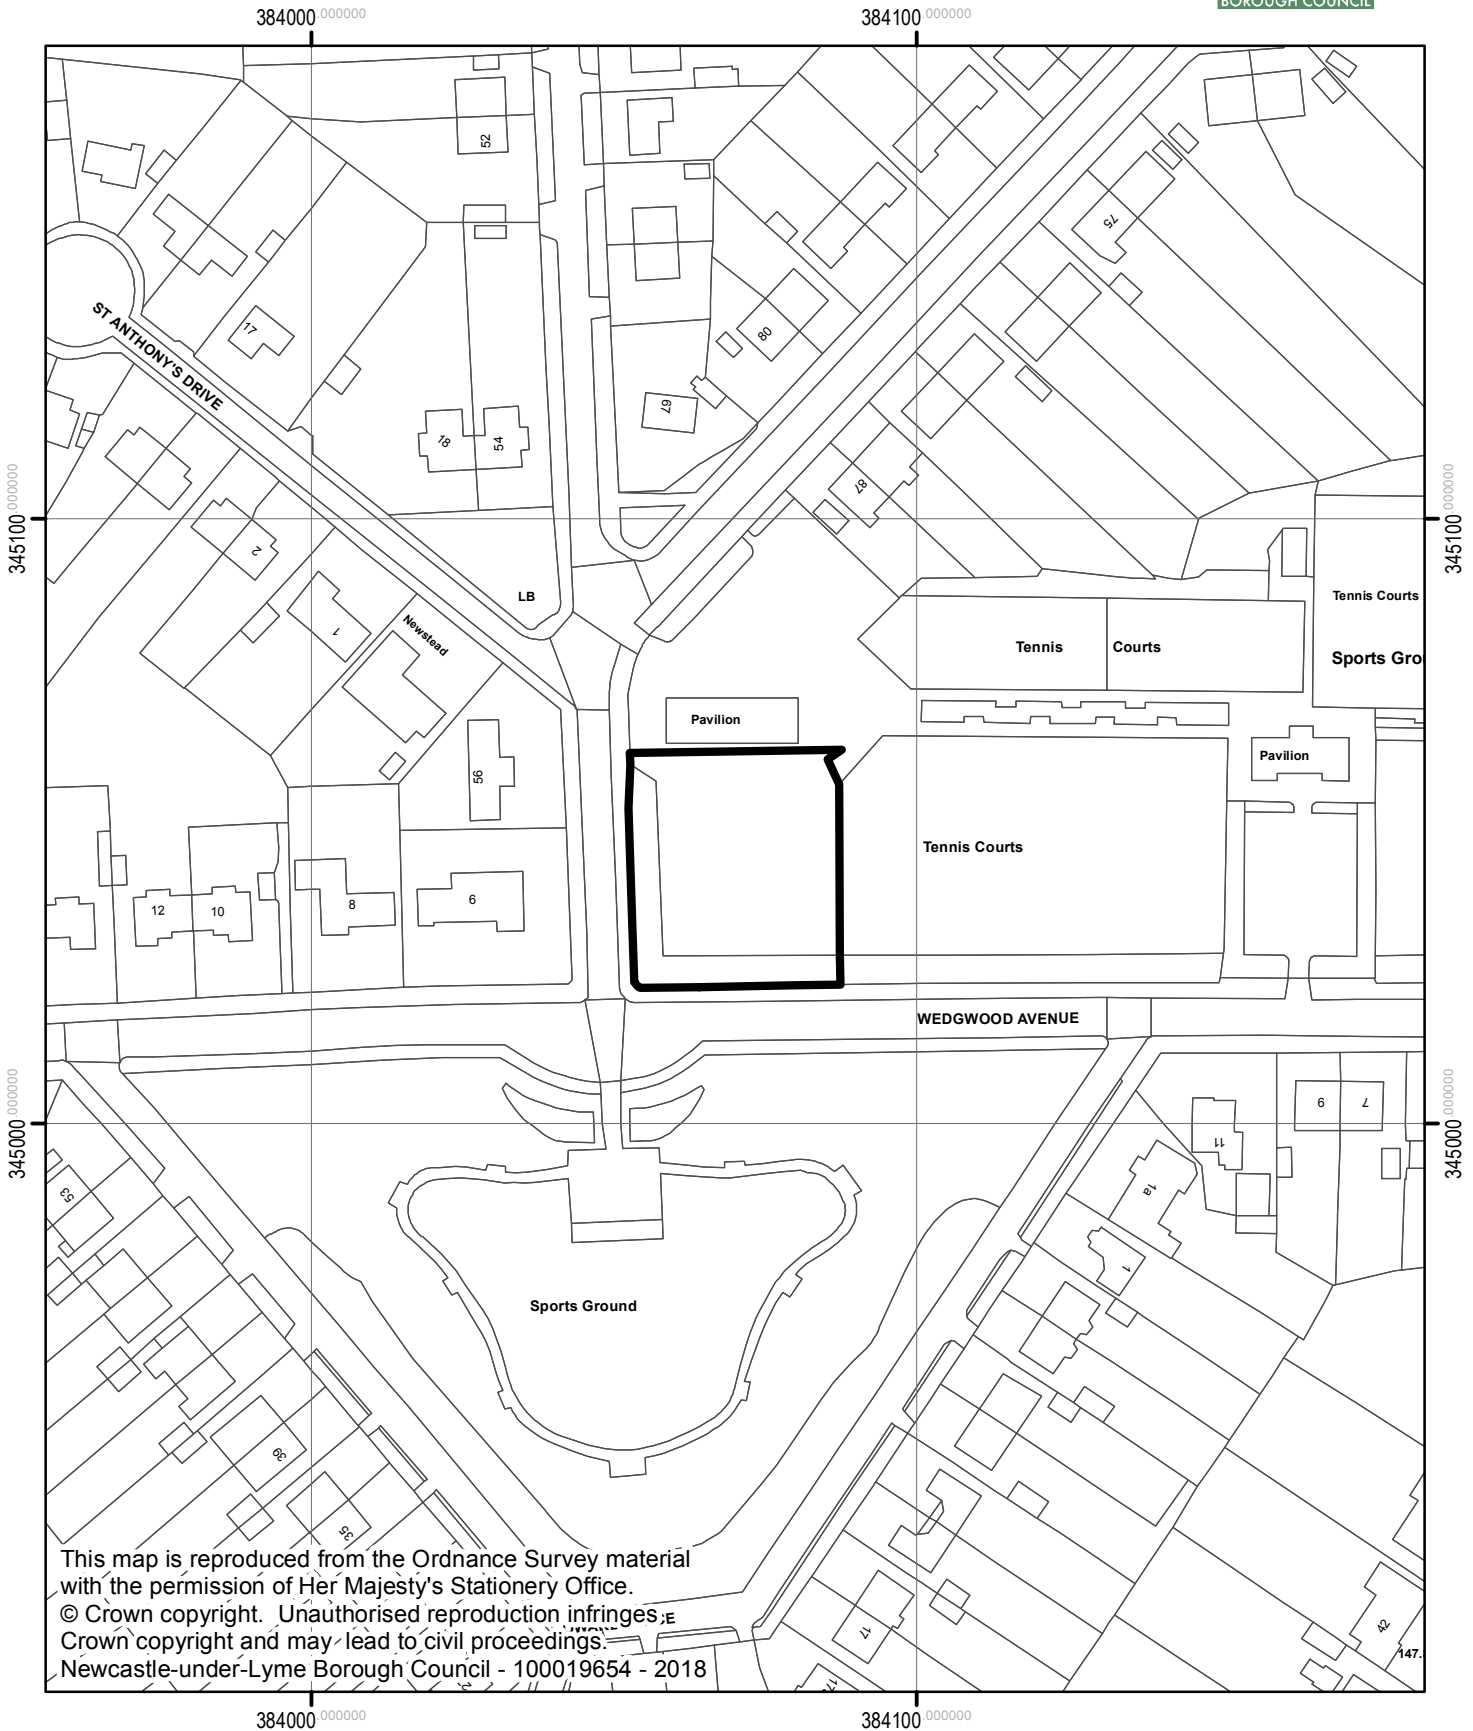 BOROUGH COUNCIL
384000.000000
384100.000000
52
75
17
ST ANTHONY'S DRIVE
80
67
18
54
87
345100.000000
345100.000000
2
LB
Tennis Courts
1
Newstead
Tennis
Courts
Sports Gro
Pavilion
Pavilion
56
Tennis Courts
12
10
8
6
WEDGWOOD AVENUE
345000.000000
345000.000000
9
7
11
53
1a
1
Sports Ground
39
35
This map is reproduced from the Ordnance Survey material
with the permission of Her Majesty's Stationery Office.
© Crown copyright. Unauthorised reproduction infringes
Crown copyright and may lead to civil proceedings.
Newcastle-under-Lyme Borough Council - 100019654 - 2018
17
42
147.
17a
384000.000000
384100.000000